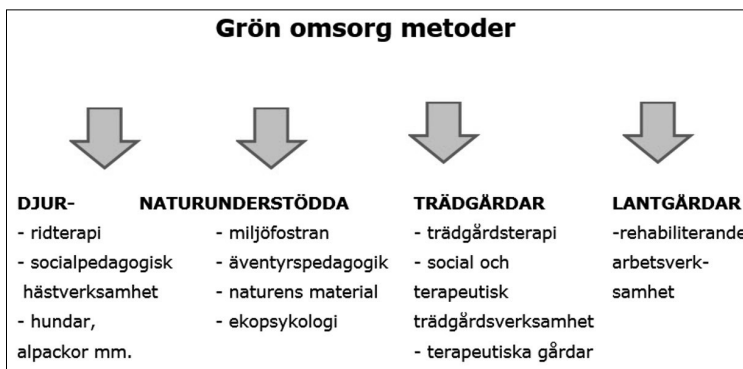 Grön omsorg metoder
DJUR-
- ridterapi
- socialpedagogisk
hästverksamhet
- hundar,
alpackor mm.
NATURUNDERSTÖDDA
- miljöfostran
- äventyrspedagogik
- naturens material
- ekopsykologi
TRÄDGÅRDAR
- trädgårdsterapi
- social och
terapeutisk
trädgårdsverksamhet
- terapeutiska gårdar
LANTGÅRDAR
-rehabiliterande
arbetsverk-
samhet